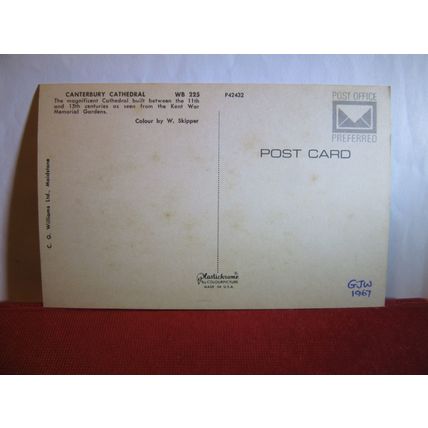 CANTERBURY CATHEDRAL WB 225
The magnificent Cathedral built between the 11th
and 15th centuries as seen from the Kent War
Memorial Gardens.
Colour by W. Skipper
P42432
POST OFFICE
PREFERRED
POST CARD
C. G. Williams Ltd., Maidstone
Plastichrome
By COLOURPICTURE
MADE IN U.S.A.
GJW
1967